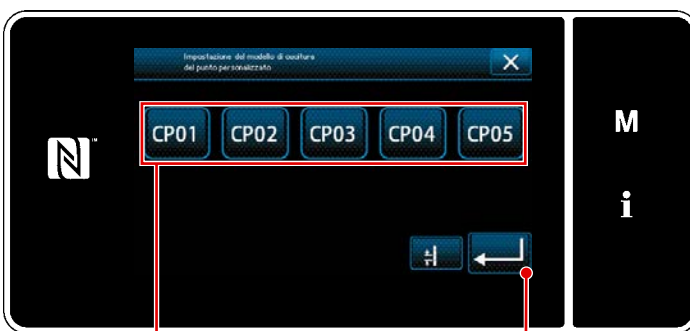 Impostazione del modello di cucitura
del punto personalizzato
CP01 CP02 CP03 CP04 CP05
M
i